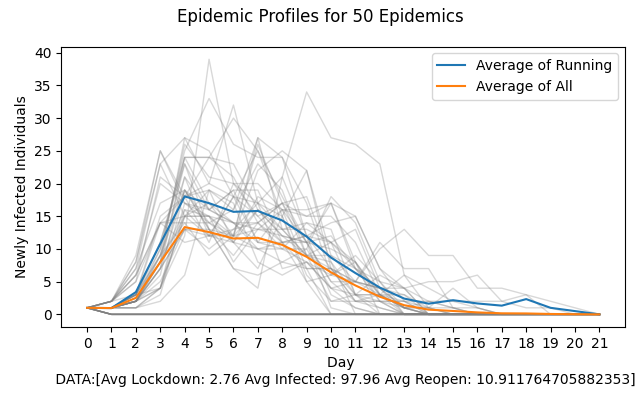 Epidemic Profiles for 50 Epidemics
Newly Infected Individuals
40
35
30
25
20
15
10
5
0
Average of Running
Average of All
0 1 2 3 4 5 6 7 8 9 10 11 12 13 14 15 16 17 18 19 20 21
Day
DATA:[Avg Lockdown: 2.76 Avg Infected: 97.96 Avg Reopen: 10.911764705882353]